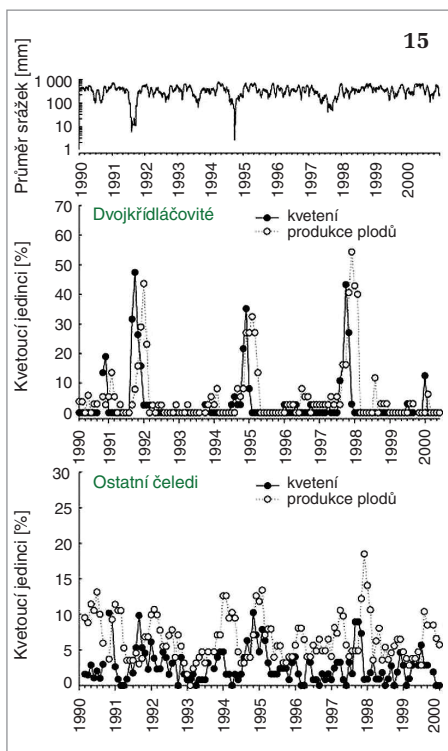 15
Průměr srážek [mm]
1 000
100
10
1
1990 1991 1992 1993 1994 1995 1996 1997 1998 1999 2000
Kvetoucí jedinci [%]
70
60
50
40
30
20
10
0
Dvojkřídláčovité
kvetení
produkce plodů
1990 1991 1992 1993 1994 1995 1996 1997 1998 1999 2000
Kvetoucí jedinci [%]
30
25
20
15
10
5
0
Ostatní čeledi
kvetení
produkce plodů
1990 1991 1992 1993 1994 1995 1996 1997 1998 1999 2000